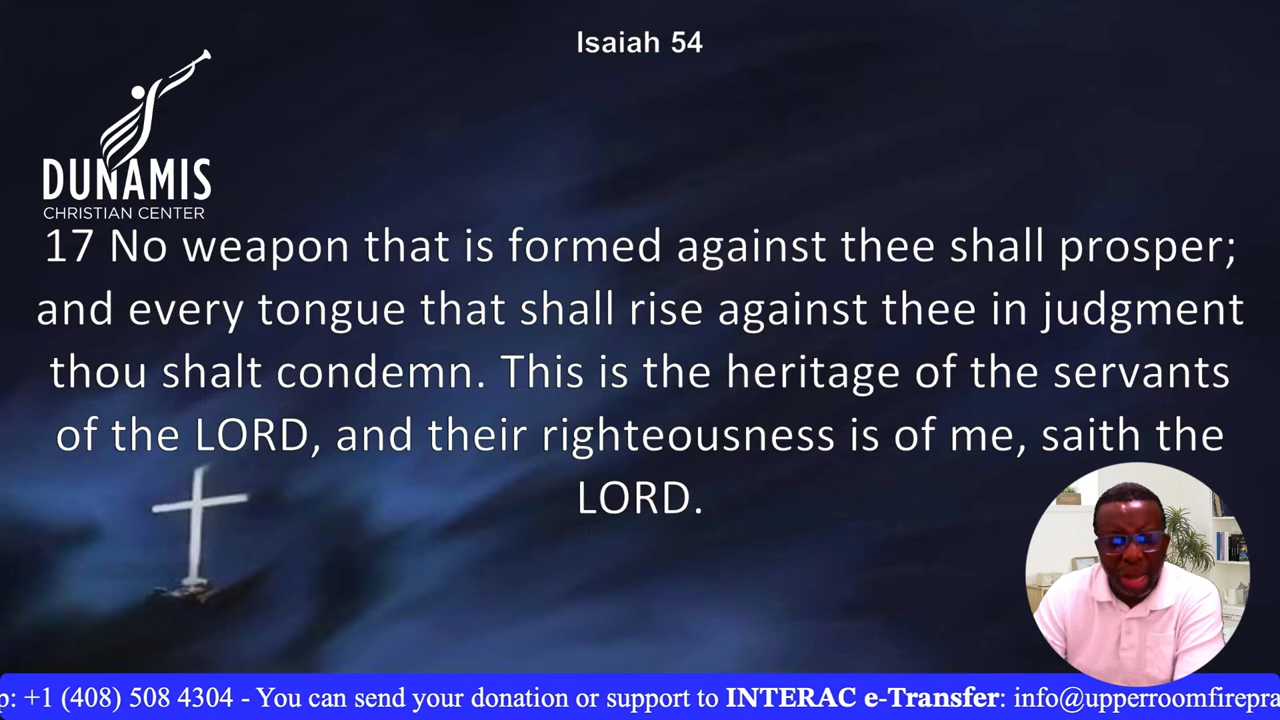 Isaiah 54
DUNAMIS
CHRISTIAN CENTER
17 No weapon that is formed against thee shall prosper;
and every tongue that shall rise against thee in judgment
thou shalt condemn. This is the heritage of the servants
of the LORD, and their righteousness is of me, saith the
LORD.
p: +1 (408) 508 4304 - You can send your donation or support to INTERAC e-Transfer: info@upperroomfirepra